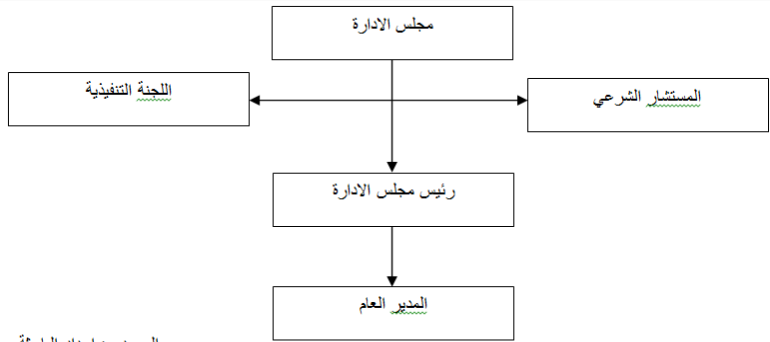 مجلس الادارة
المستشار الشرعي
اللجنة التنفيذية
رئيس مجلس الادارة
المدير العام